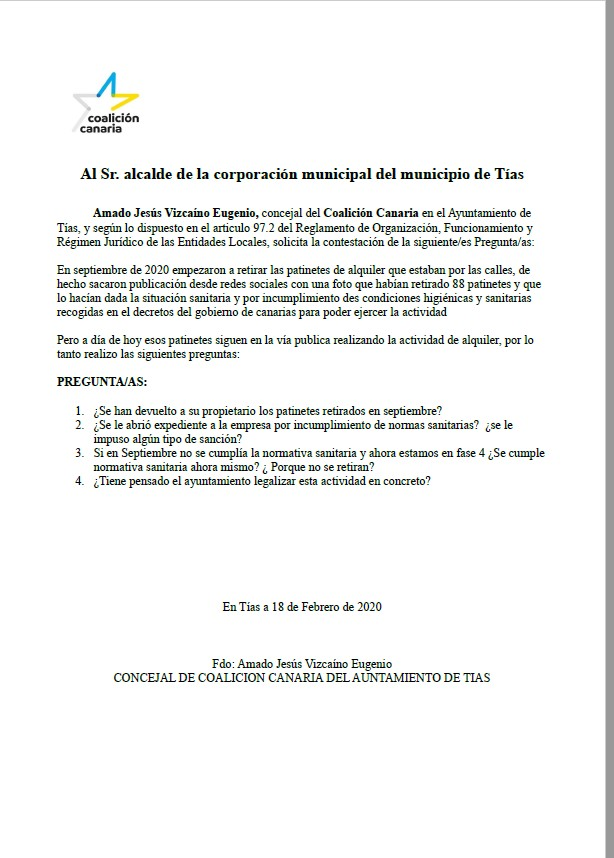 coalición
canaria
Al Sr. alcalde de la corporación municipal del municipio de Tías
Amado Jesús Vizcaíno Eugenio, concejal del Coalición Canaria en el Ayuntamiento de
Tías, y según lo dispuesto en el articulo 97.2 del Reglamento de Organización, Funcionamiento y
Régimen Jurídico de las Entidades Locales, solicita la contestación de la siguiente/es Pregunta/as:
En septiembre de 2020 empezaron a retirar las patinetes de alquiler que estaban por las calles, de
hecho sacaron publicación desde redes sociales con una foto que habían retirado 88 patinetes y que
lo hacían dada la situación sanitaria y por incumplimiento des condiciones higiénicas y sanitarias
recogidas en el decretos del gobierno de canarias para poder ejercer la actividad
Pero a día de hoy esos patinetes siguen en la vía publica realizando la actividad de alquiler, por lo
tanto realizo las siguientes preguntas:
PREGUNTA/AS:
1. ¿Se han devuelto a su propietario los patinetes retirados en septiembre?
2. ¿Se le abrió expediente a la empresa por incumplimiento de normas sanitarias? ¿se le
impuso algún tipo de sanción?
3. Si en Septiembre no se cumplía la normativa sanitaria y ahora estamos en fase 4 ¿Se cumple
normativa sanitaria ahora mismo? ¿ Porque no se retiran?
4. ¿Tiene pensado el ayuntamiento legalizar esta actividad en concreto?
En Tías a 18 de Febrero de 2020
Fdo: Amado Jesús Vizcaíno Eugenio
CONCEJAL DE COALICION CANARIA DEL AUNTAMIENTO DE TIAS